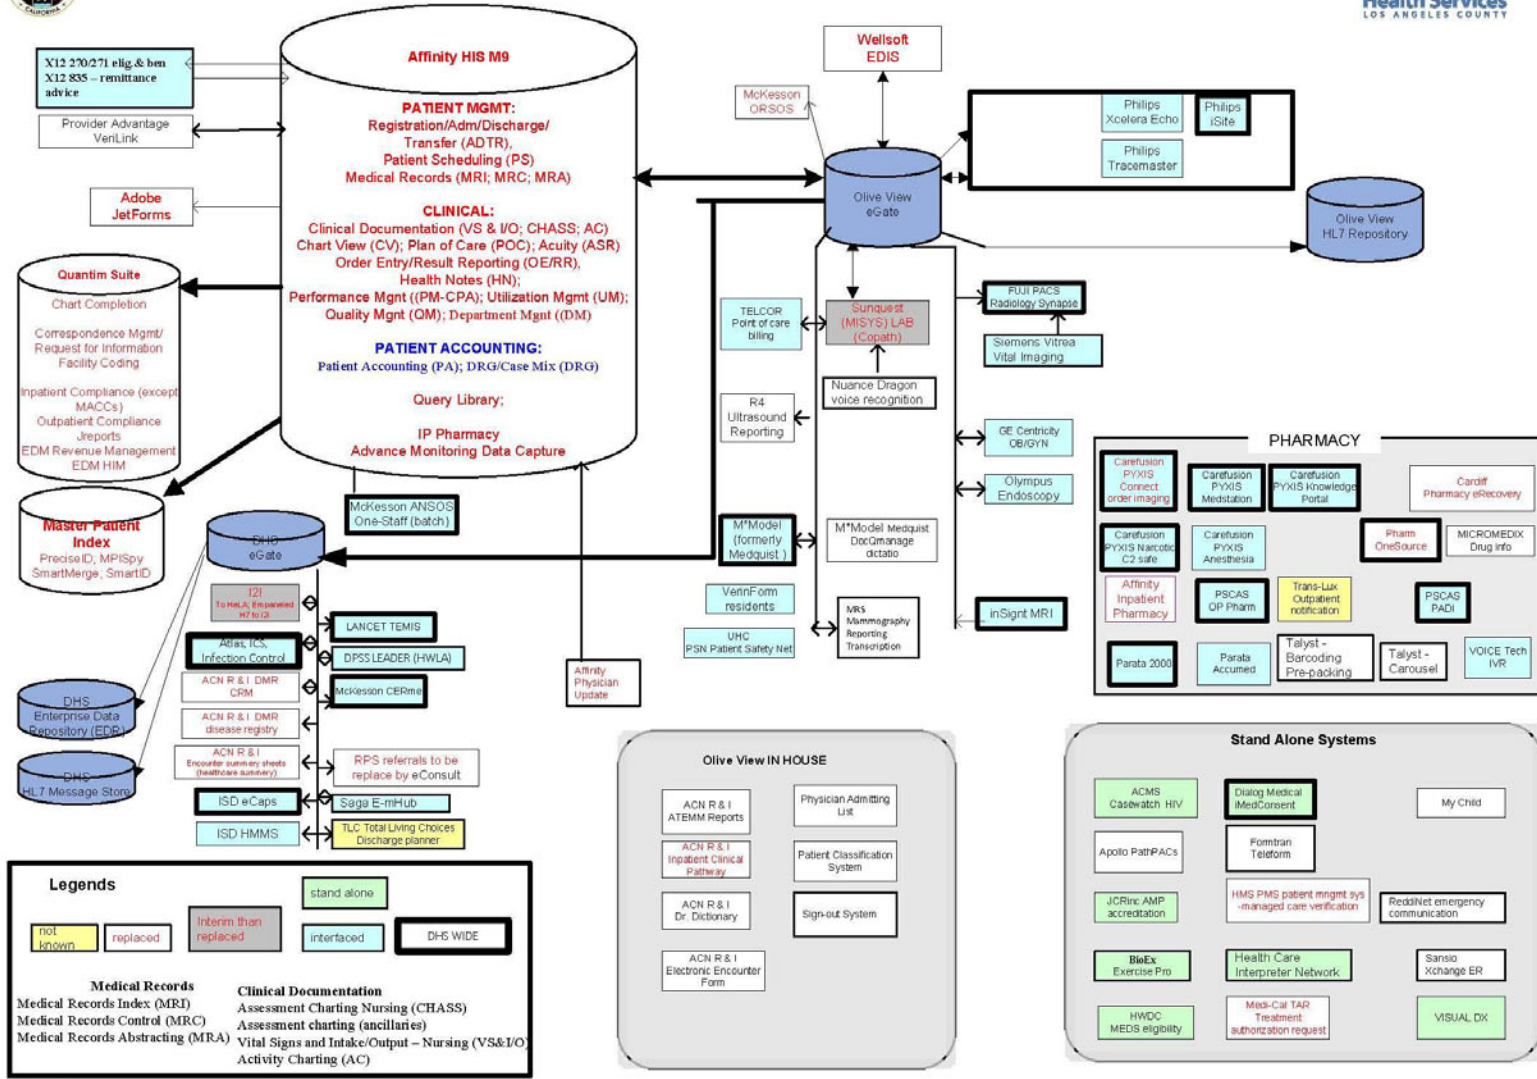 CALIFORNIA
Health Services
LOS ANGELES COUNTY
X12 270/271 elig.& ben
X12 835 – remittance
advice
Provider Advantage
VeriLink
Adobe
JetForms
Affinity HIS M9
PATIENT MGMT:
Registration/Adm/Discharge/
Transfer (ADTR),
Patient Scheduling (PS)
Medical Records (MRI; MRC; MRA)
CLINICAL:
Clinical Documentation (VS & I/O; CHASS; AC)
Chart View (CV); Plan of Care (POC); Acuity (ASR)
Order Entry/Result Reporting (OE/RR),
Health Notes (HN);
Performance Mgnt ((PM-CPA); Utilization Mgmt (UM);
Quality Mgnt (QM); Department Mgnt ((DM)
PATIENT ACCOUNTING:
Patient Accounting (PA); DRG/Case Mix (DRG)
Query Library;
IP Pharmacy
Advance Monitoring Data Capture
Quantim Suite
Chart Completion
Correspondence Mgmt/
Request for Information
Facility Coding
Inpatient Compliance (except
MACCs)
Outpatient Compliance
Jreports
EDM Revenue Management
EDM HIM
Master Patient
Index
PreciseID; MPISpy
SmartMerge; SmartID
McKesson ANSOS
One-Staff (batch)
Wellsoft
EDIS
McKesson
ORSOS
Philips
Xcelera Echo
Philips
iSite
Philips
Tracemaster
Olive View
eGate
Olive View
HL7 Repository
FUJI PACS
Radiology Synapse
Siemens Vitrea
Vital Imaging
TELCOR
Point of care
billing
Sunquest
(MISYS) LAB
(Copath)
Nuance Dragon
voice recognition
R4
Ultrasound
Reporting
GE Centricity
OB/GYN
Olympus
Endoscopy
M*Model
(formerly
Medquist )
M*Model Medquist
DocQmanage
dictatio
VerinForm
residents
UHC
PSN Patient Safety Net
MRS
Mammography
Reporting
Transcription
inSignt MRI
DHS
eGate
I2I
To HeLA; Empaneled
H7 to i2i
LANCET TEMIS
Atlas, ICS,
Infection Control
DPSS LEADER (HWLA)
ACN R & I DMR
CRM
McKesson CERme
ACN R & I DMR
disease registry
ACN R & I
Encounter summery sheets
(healthcare summery)
RPS referrals to be
replace by eConsult
ISD eCaps
Saga E-mHub
ISD HMMS
TLC Total Living Choices
Discharge planner
DHS
Enterprise Data
Repository (EDR)
DHS
HL7 Message Store
Affinity
Physician
Update
PHARMACY
Carefusion
PYXIS
Connect
order imaging
Carefusion
PYXIS
Medstation
Carefusion
PYXIS Knowledge
Portal
Cardiff
Pharmacy eRecovery
Carefusion
PYXIS Narcotic
C2 safe
Carefusion
PYXIS
Anesthesia
Pharm
OneSource
MICROMEDIX
Drug info
Affinity
Inpatient
Pharmacy
PSCAS
OP Pharm
Trans-Lux
Outpatient
notification
PSCAS
PADI
Parata 2000
Parata
Accumed
Talyst -
Barcoding
Pre-packing
Talyst -
Carousel
VOICE Tech
IVR
Olive View IN HOUSE
ACN R & I
ATEMM Reports
Physician Admitting
List
ACN R & I
Inpatient Clinical
Pathway
Patient Classification
System
ACN R & I
Dr. Dictionary
Sign-out System
ACN R & I
Electronic Encounter
Form
Stand Alone Systems
ACMS
Casewatch HIV
Dialog Medical
iMedConsent
My Child
Apollo PathPACs
Formtran
Teleform
JCRinc AMP
accreditation
HMS PMS patient mngmt sys
-managed care verification
ReddiNet emergency
communication
BioEx
Exercise Pro
Health Care
Interpreter Network
Sansio
Xchange ER
HWDC
MEDS eligibility
Medi-Cal TAR
Treatment
authorization request
VISUAL DX
Legends
stand alone
not
known
replaced
Interim than
replaced
interfaced
DHS WIDE
Medical Records
Medical Records Index (MRI)
Medical Records Control (MRC)
Medical Records Abstracting (MRA)
Clinical Documentation
Assessment Charting Nursing (CHASS)
Assessment charting (ancillaries)
Vital Signs and Intake/Output – Nursing (VS&I/O)
Activity Charting (AC)